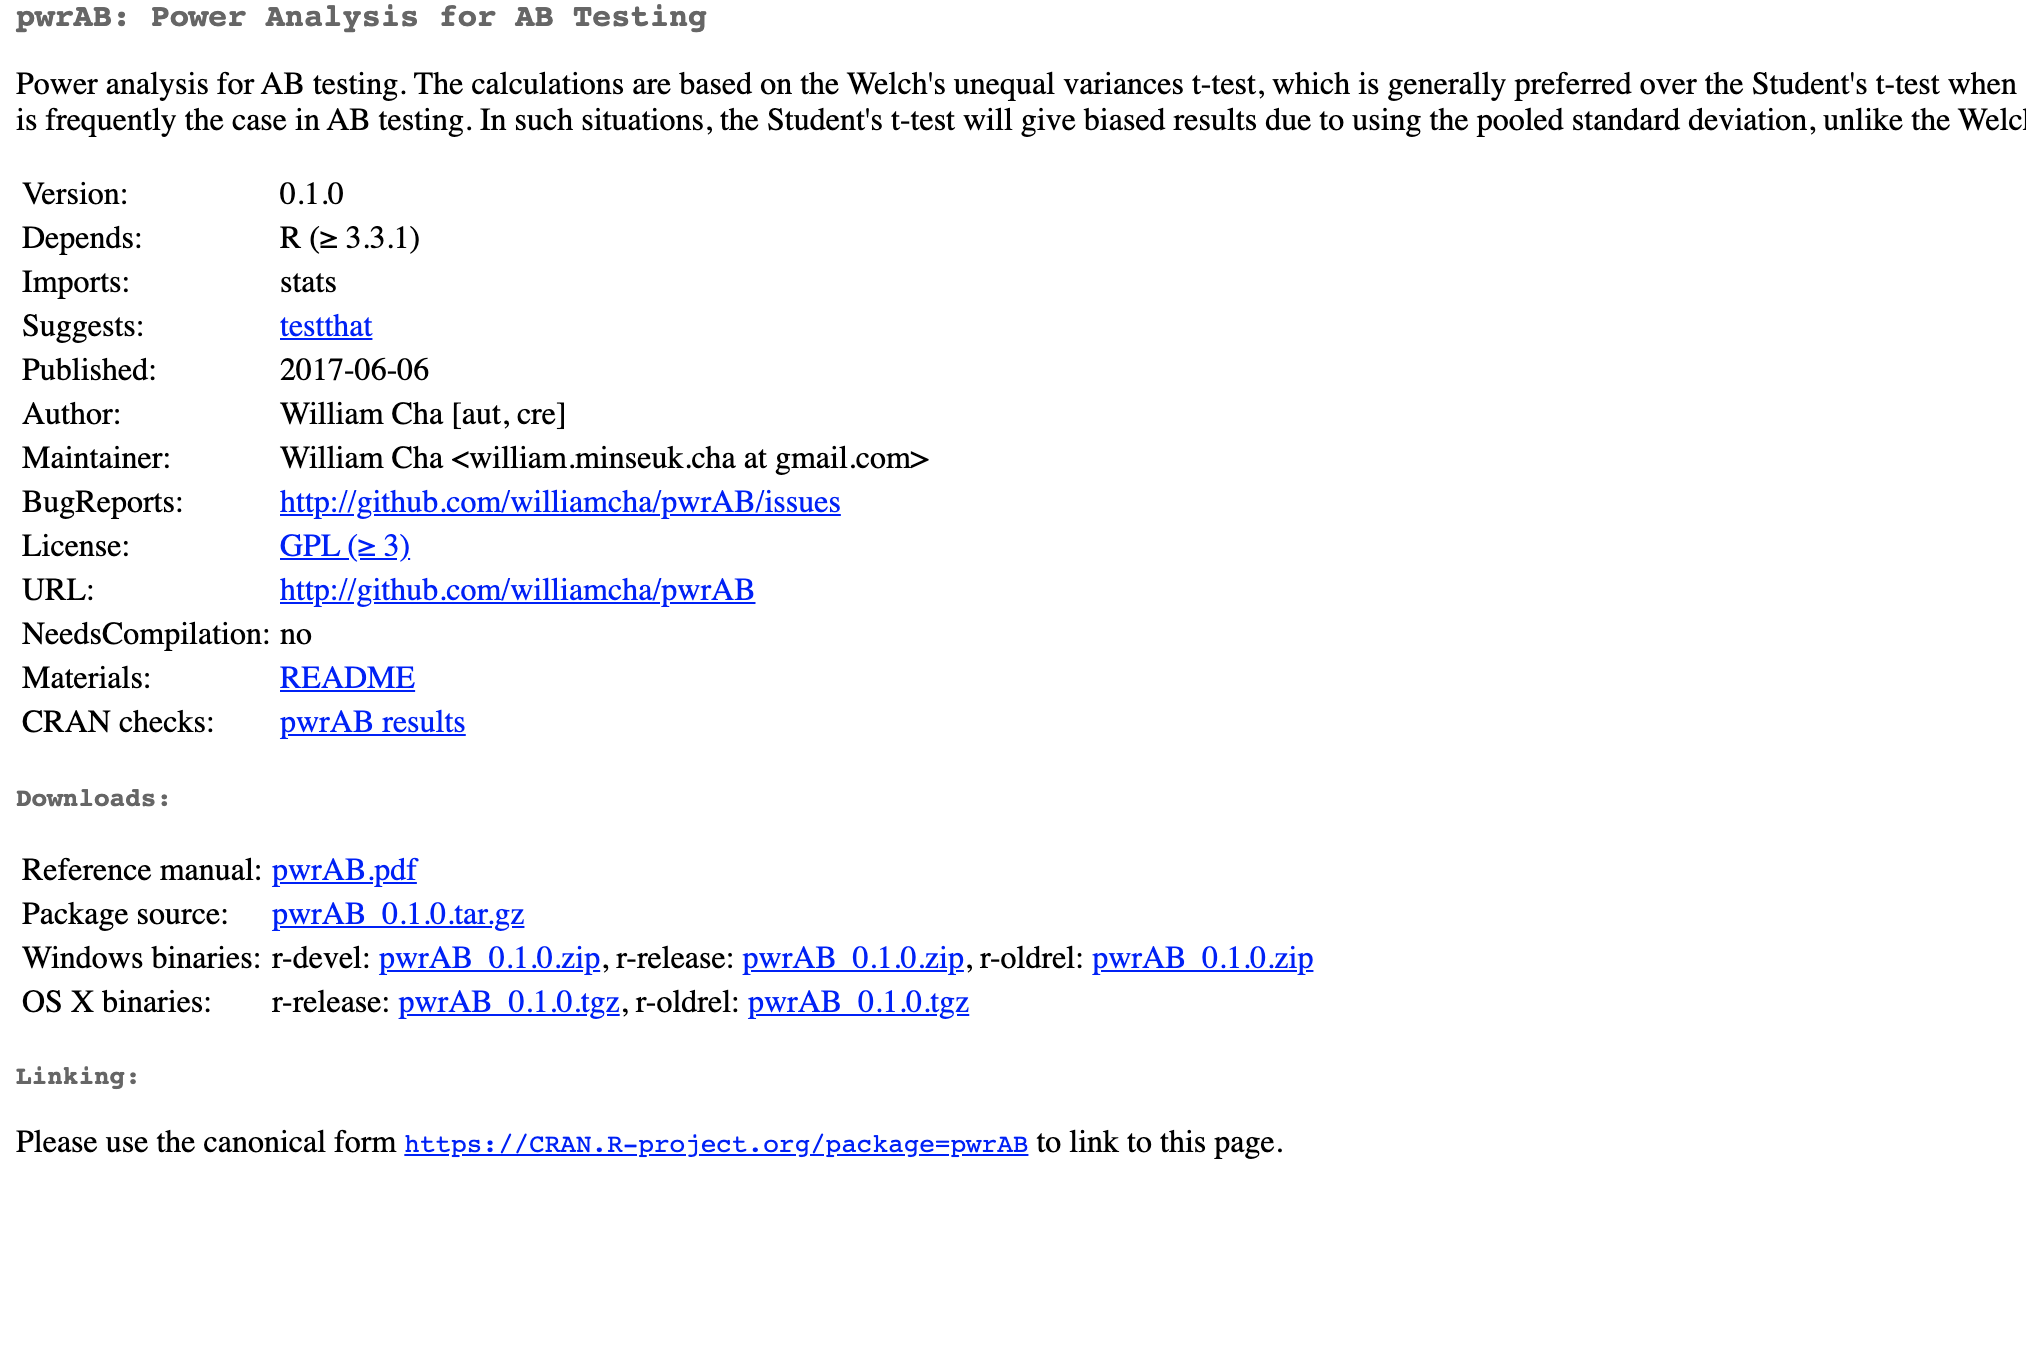 pwrAB: Power Analysis for AB Testing
Power analysis for AB testing. The calculations are based on the Welch's unequal variances t-test, which is generally preferred over the Student's t-test when
is frequently the case in AB testing. In such situations, the Student's t-test will give biased results due to using the pooled standard deviation, unlike the
Version: 0.1.0
Depends: R (≥ 3.3.1)
Imports: stats
Suggests: testthat
Published: 2017-06-06
Author: William Cha [aut, cre]
Maintainer: William Cha <william.minseuk.cha at gmail.com>
BugReports: http://github.com/williamcha/pwrAB/issues
License: GPL (≥ 3)
URL: http://github.com/williamcha/pwrAB
NeedsCompilation: no
Materials: README
CRAN checks: pwrAB results
Downloads:
Reference manual: pwrAB.pdf
Package source: pwrAB_0.1.0.tar.gz
Windows binaries: r-devel: pwrAB_0.1.0.zip, r-release: pwrAB_0.1.0.zip, r-oldrel: pwrAB_0.1.0.zip
OS X binaries: r-release: pwrAB_0.1.0.tgz, r-oldrel: pwrAB_0.1.0.tgz
Linking:
Please use the canonical form https://CRAN.R-project.org/package=pwrAB to link to this page.